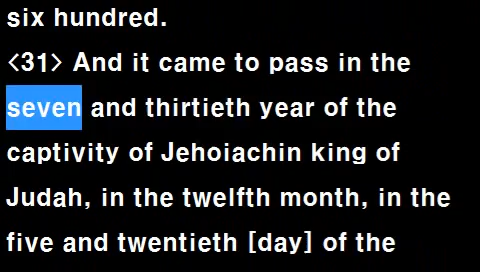 six hundred.
<31> And it came to pass in the
seven and thirtieth year of the
captivity of Jehoiachin king of
Judah, in the twelfth month, in the
five and twentieth [day] of the